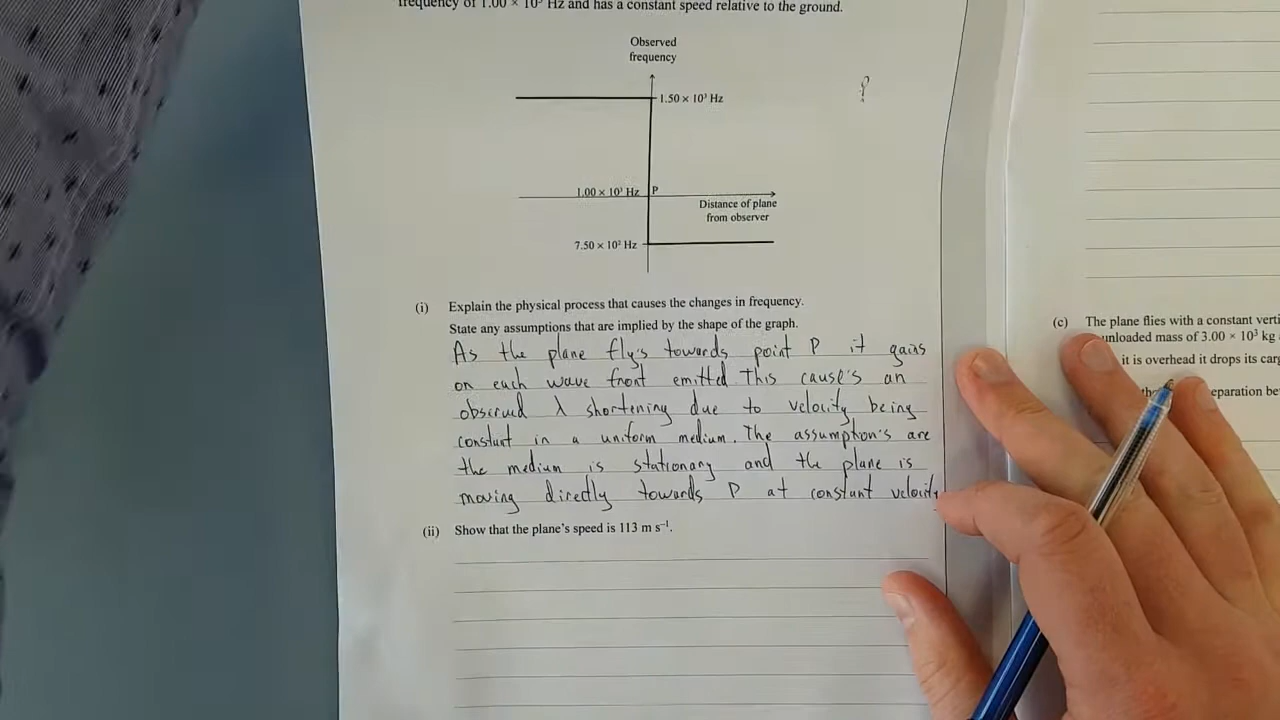 frequency of 1.00 × 10³ Hz and has a constant speed relative to the ground.
Observed
frequency
1.50 × 10³ Hz
?
1.00 × 10³ Hz
P
Distance of plane
from observer
7.50 × 10² Hz
(i) Explain the physical process that causes the changes in frequency.
State any assumptions that are implied by the shape of the graph.
As the plane fly's towards point P it gains
on each wave front emitted This cause's an
observed λ shortening due to velocity being
constant in a uniform medium. The assumption's are
the medium is stationary and the plane is
moving directly towards P at constant velocity
(ii) Show that the plane's speed is 113 m s⁻¹.
(c) The plane flies with a constant verti
unloaded mass of 3.00 × 10³ kg
it is overhead it drops its carg
the eparation be